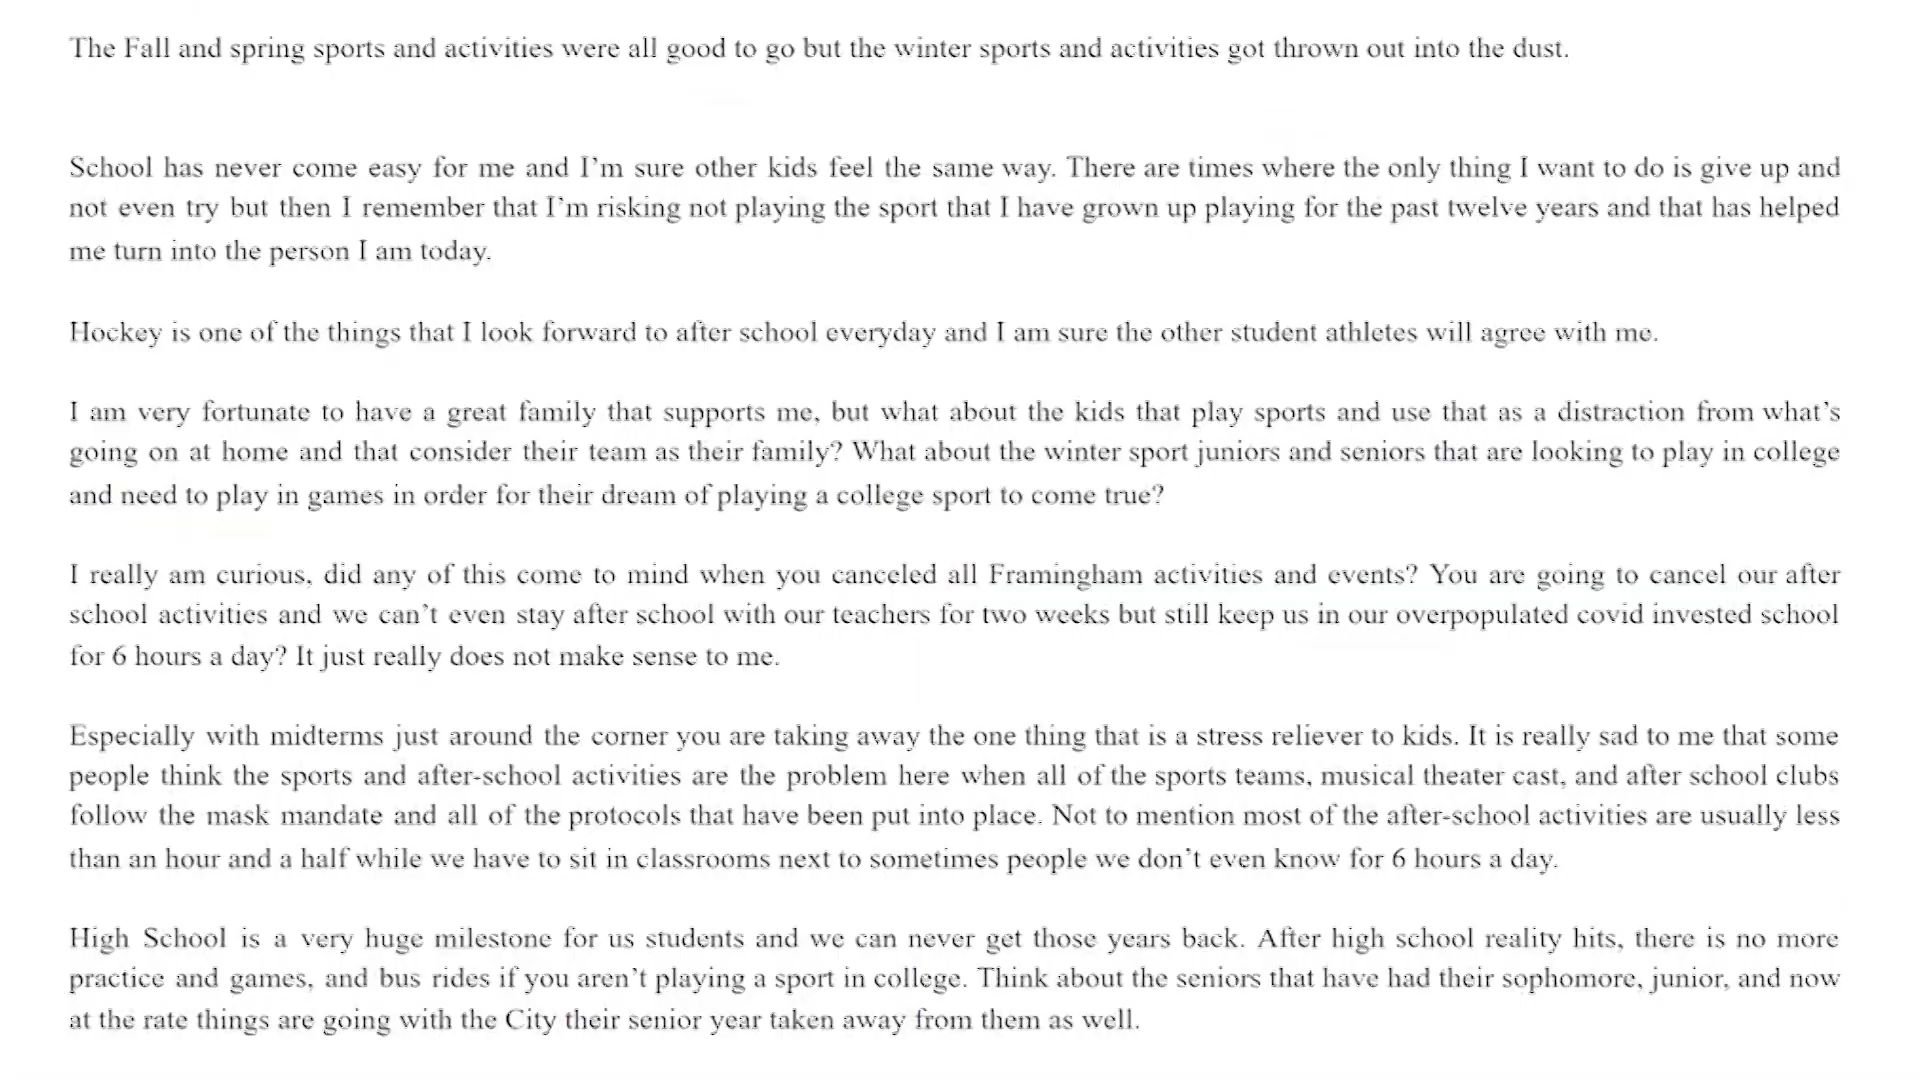 The Fall and spring sports and activities were all good to go but the winter sports and activities got thrown out into the dust.
School has never come easy for me and I’m sure other kids feel the same way. There are times where the only thing I want to do is give up and
not even try but then I remember that I’m risking not playing the sport that I have grown up playing for the past twelve years and that has helped
me turn into the person I am today.
Hockey is one of the things that I look forward to after school everyday and I am sure the other student athletes will agree with me.
I am very fortunate to have a great family that supports me, but what about the kids that play sports and use that as a distraction from what’s
going on at home and that consider their team as their family? What about the winter sport juniors and seniors that are looking to play in college
and need to play in games in order for their dream of playing a college sport to come true?
I really am curious, did any of this come to mind when you canceled all Framingham activities and events? You are going to cancel our after
school activities and we can’t even stay after school with our teachers for two weeks but still keep us in our overpopulated covid invested school
for 6 hours a day? It just really does not make sense to me.
Especially with midterms just around the corner you are taking away the one thing that is a stress reliever to kids. It is really sad to me that some
people think the sports and after-school activities are the problem here when all of the sports teams, musical theater cast, and after school clubs
follow the mask mandate and all of the protocols that have been put into place. Not to mention most of the after-school activities are usually less
than an hour and a half while we have to sit in classrooms next to sometimes people we don’t even know for 6 hours a day.
High School is a very huge milestone for us students and we can never get those years back. After high school reality hits, there is no more
practice and games, and bus rides if you aren’t playing a sport in college. Think about the seniors that have had their sophomore, junior, and now
at the rate things are going with the City their senior year taken away from them as well.